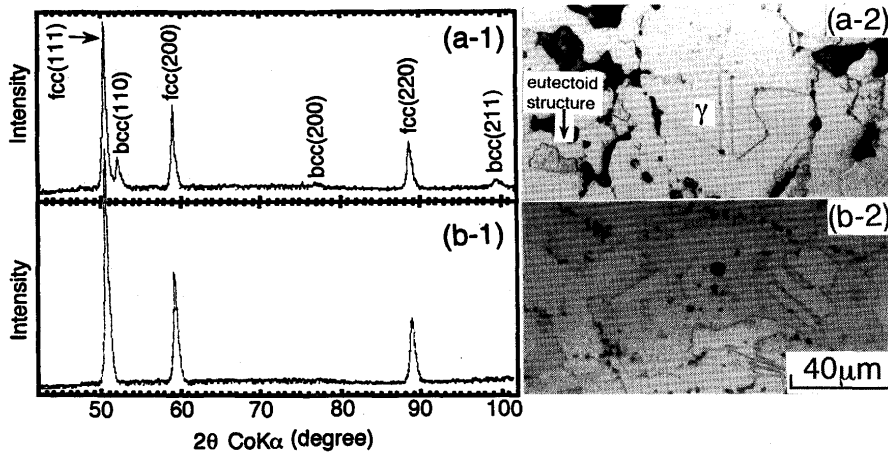 Intensity
fcc(111)
bcc(110)
fcc(200)
bcc(200)
fcc(220)
bcc(211)
(a-1)
Intensity
(b-1)
50 60 70 80 90 100
2θ CoKα (degree)
(a-2)
eutectoid
structure
γ
(b-2)
40μm